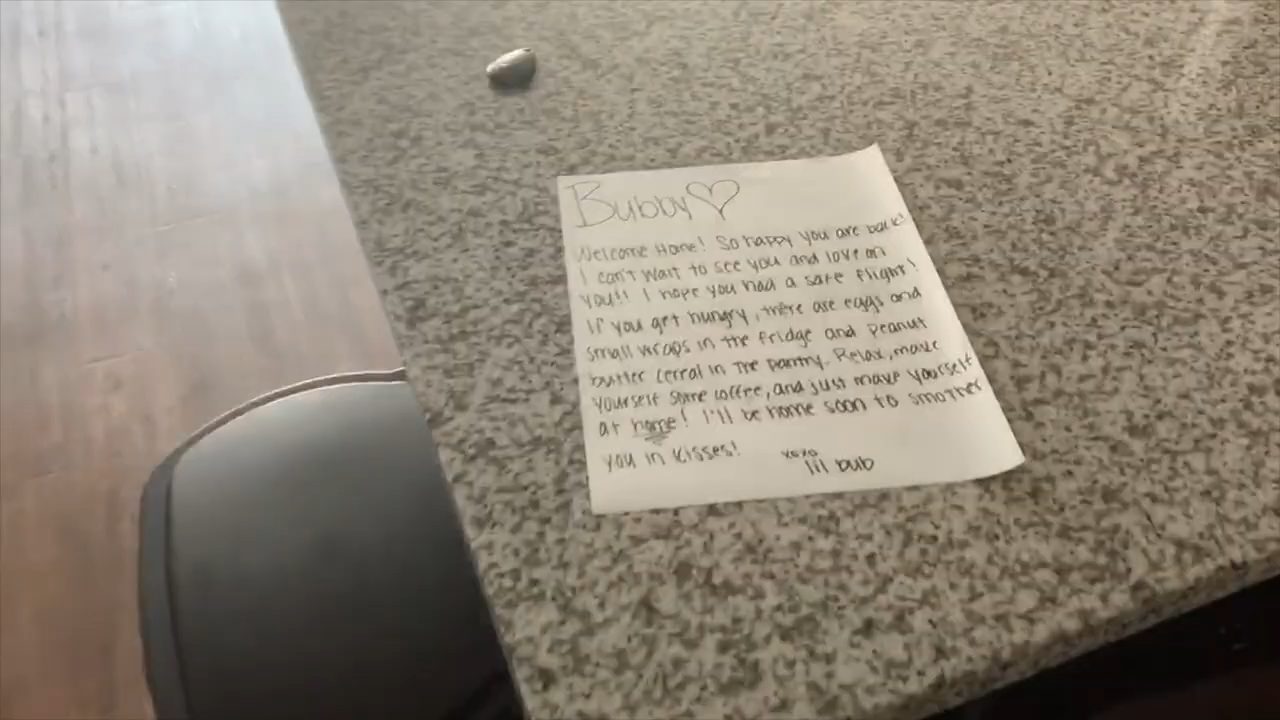 Bubby♡
Welcome Home! So happy you are back!
I can't wait to see you and love on
you!! I hope you had a safe flight!
If you get hungry, there are eggs and
small wraps in the fridge and peanut
butter cereal in the pantry. Relax, make
yourself some coffee, and just make yourself
at home! I'll be home soon to smother
you in kisses!
xoxo
lil bub